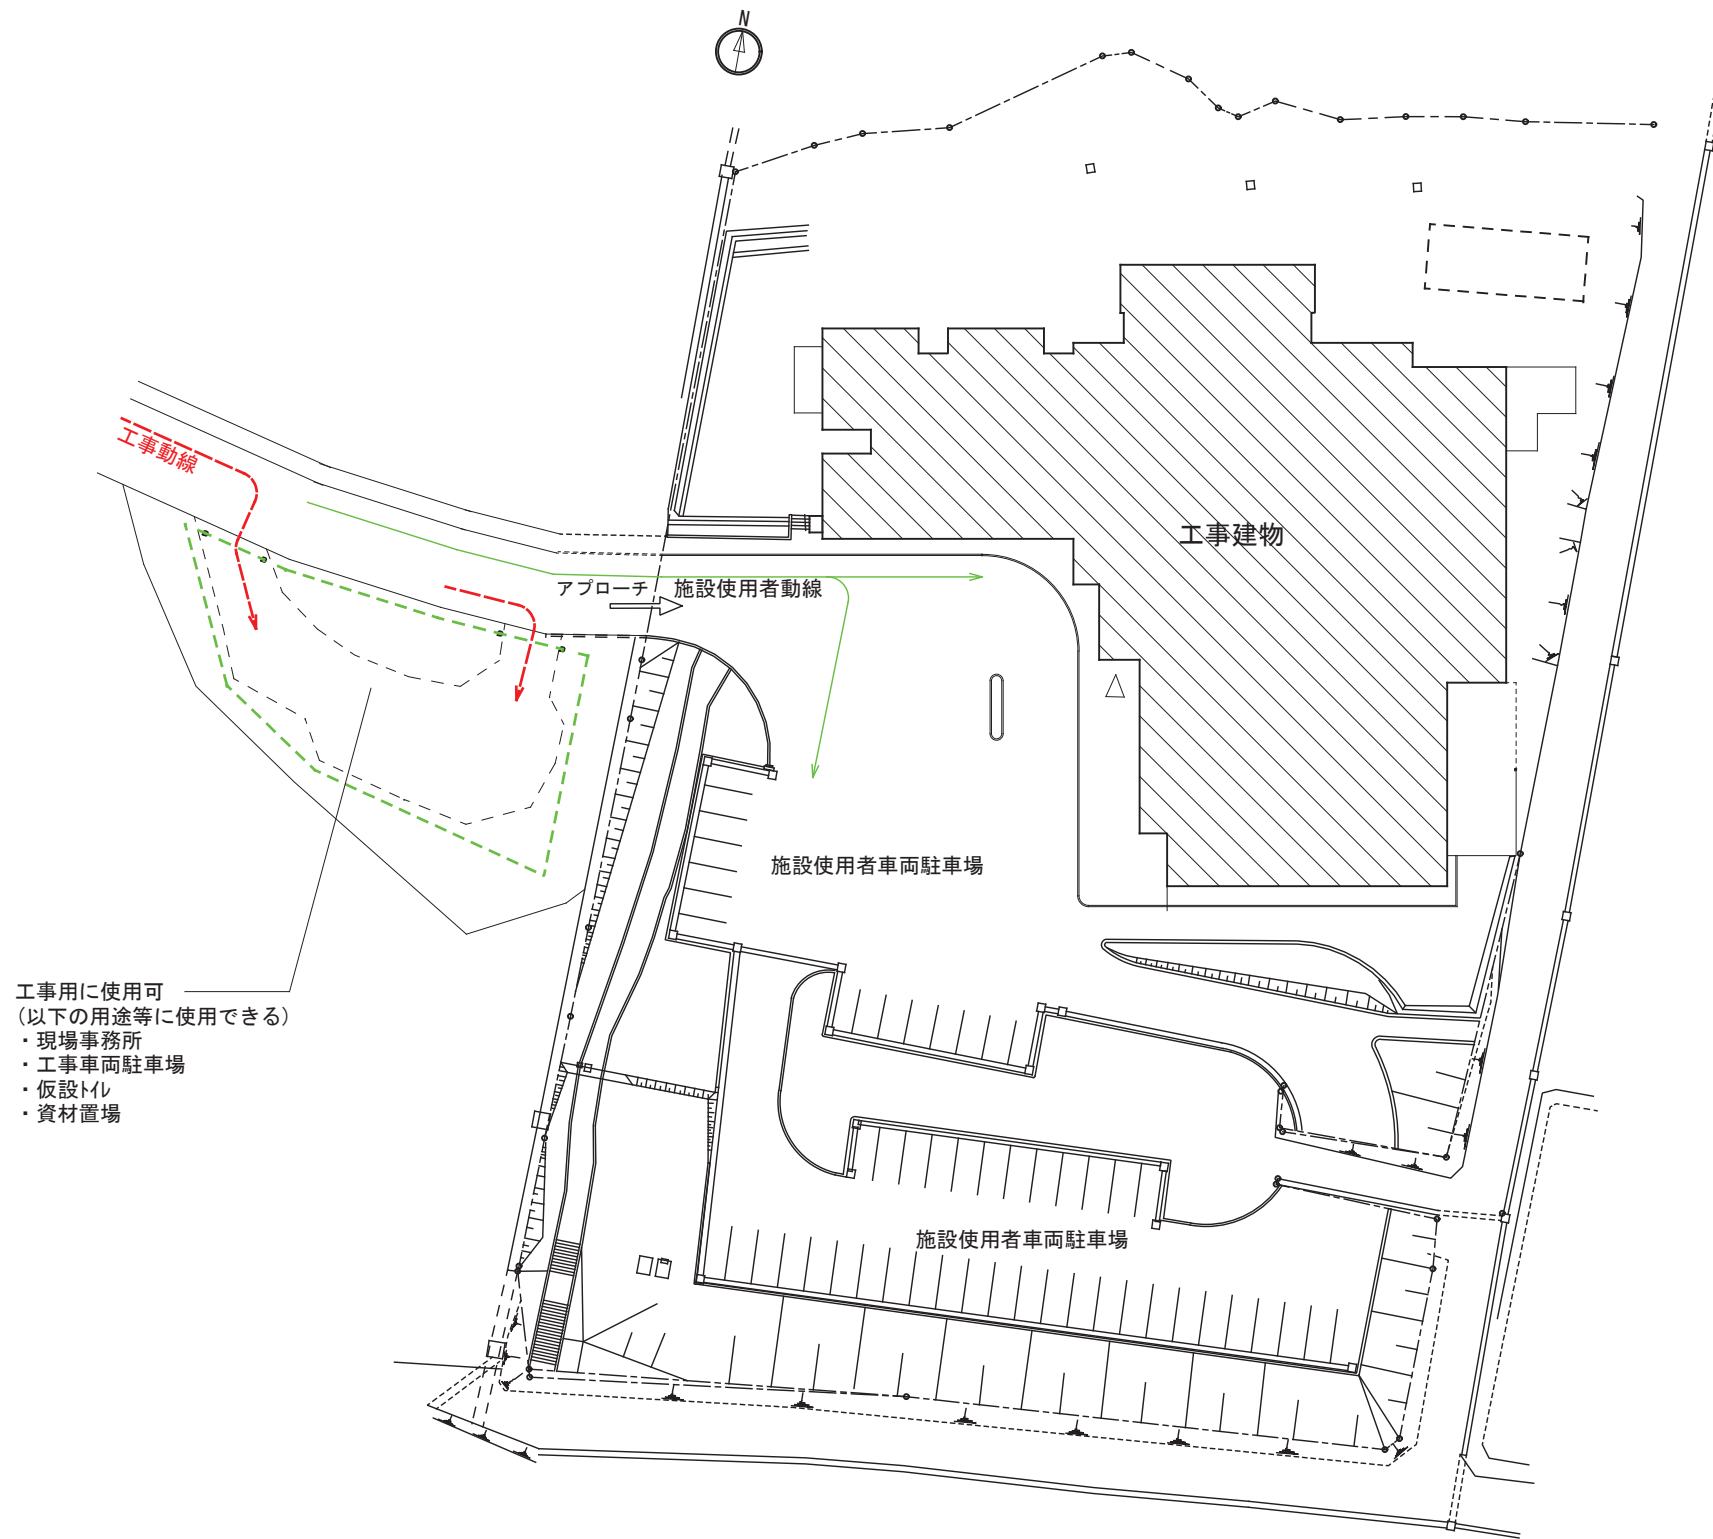 N
工事動線
工事建物
アプローチ 施設使用者動線
施設使用者車両駐車場
工事用に使用可
(以下の用途等に使用できる)
・現場事務所
・工事車両駐車場
・仮設ﾄｲﾚ
・資材置場
施設使用者車両駐車場